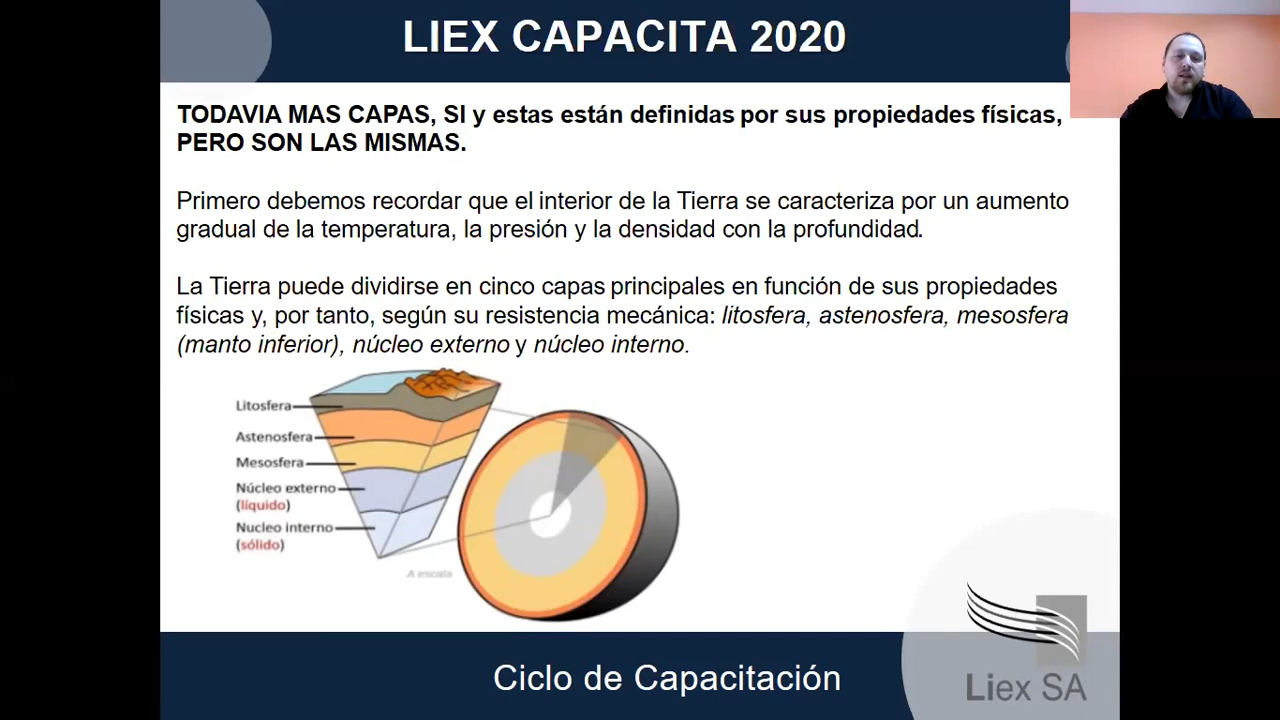 LIEX CAPACITA 2020
TODAVIA MAS CAPAS, SI y estas están definidas por sus propiedades físicas,
PERO SON LAS MISMAS.
Primero debemos recordar que el interior de la Tierra se caracteriza por un aumento
gradual de la temperatura, la presión y la densidad con la profundidad.
La Tierra puede dividirse en cinco capas principales en función de sus propiedades
físicas y, por tanto, según su resistencia mecánica: litosfera, astenosfera, mesosfera
(manto inferior), núcleo externo y núcleo interno.
Litosfera
Astenosfera
Mesosfera
Núcleo externo
(líquido)
Nucleo interno
(sólido)
A escala
Ciclo de Capacitación
Liex SA